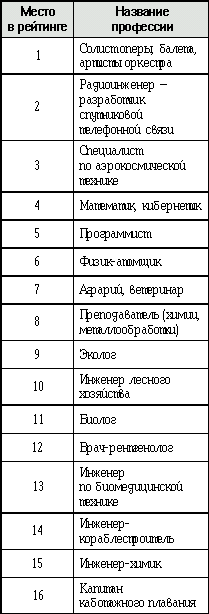 Место
в рейтинге
Название
профессии
1
Солисты оперы, балета,
артисты оркестра
2
Радиоинженер –
разработчик
спутниковой
телефонной связи
3
Специалист
по аэрокосмической
технике
4
Математик, кибернетик
5
Программист
6
Физик-атомщик
7
Аграрий, ветеринар
8
Преподаватель (химии,
металлообработки)
9
Эколог
10
Инженер лесного
хозяйства
11
Биолог
12
Врач-рентгенолог
13
Инженер
по биомедицинской
технике
14
Инженер-
кораблестроитель
15
Инженер-химик
16
Капитан
каботажного плавания